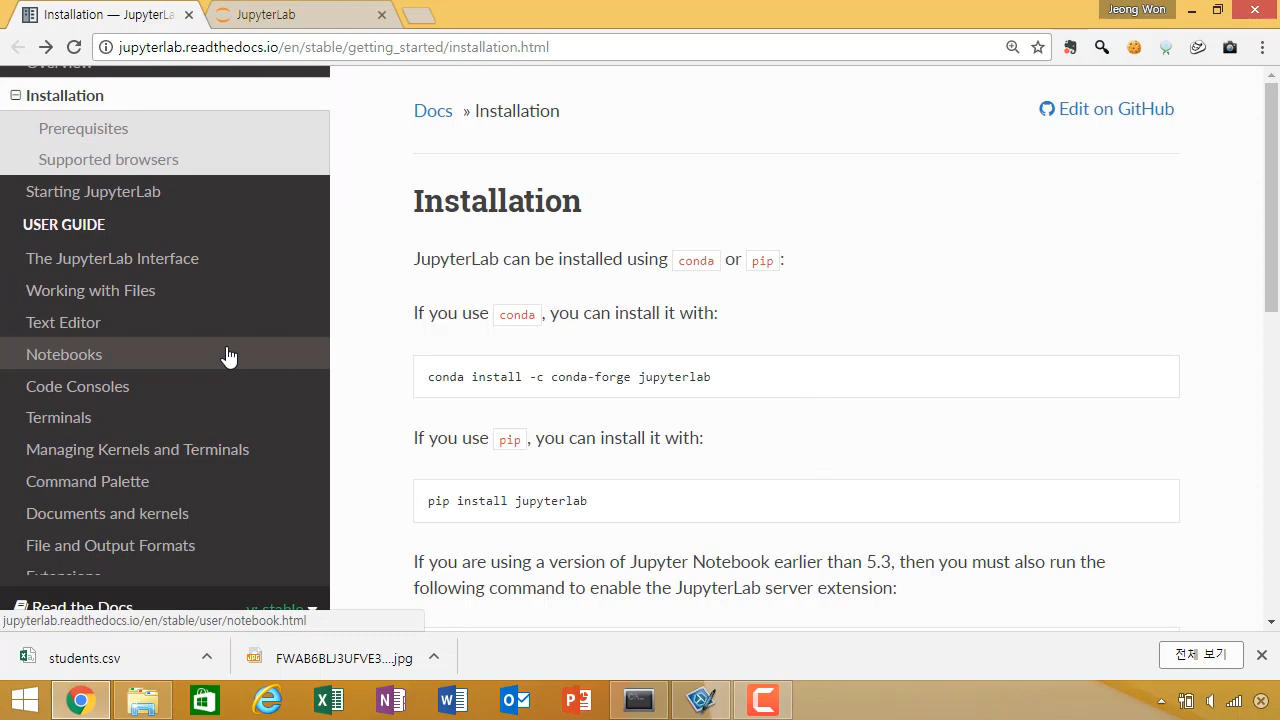 Installation — JupyterLa
JupyterLab
Jeong Won
jupyterlab.readthedocs.io/en/stable/getting_started/installation.html
Overview
Installation
Prerequisites
Supported browsers
Starting JupyterLab
USER GUIDE
The JupyterLab Interface
Working with Files
Text Editor
Notebooks
Code Consoles
Terminals
Managing Kernels and Terminals
Command Palette
Documents and kernels
File and Output Formats
Extensions
Read the Docs
v: stable
Docs » Installation
Edit on GitHub
Installation
JupyterLab can be installed using conda or pip:
If you use conda, you can install it with:
conda install -c conda-forge jupyterlab
If you use pip, you can install it with:
pip install jupyterlab
If you are using a version of Jupyter Notebook earlier than 5.3, then you must also run the
following command to enable the JupyterLab server extension:
jupyterlab.readthedocs.io/en/stable/user/notebook.html
students.csv
FWAB6BLJ3UFVE3...jpg
전체 보기